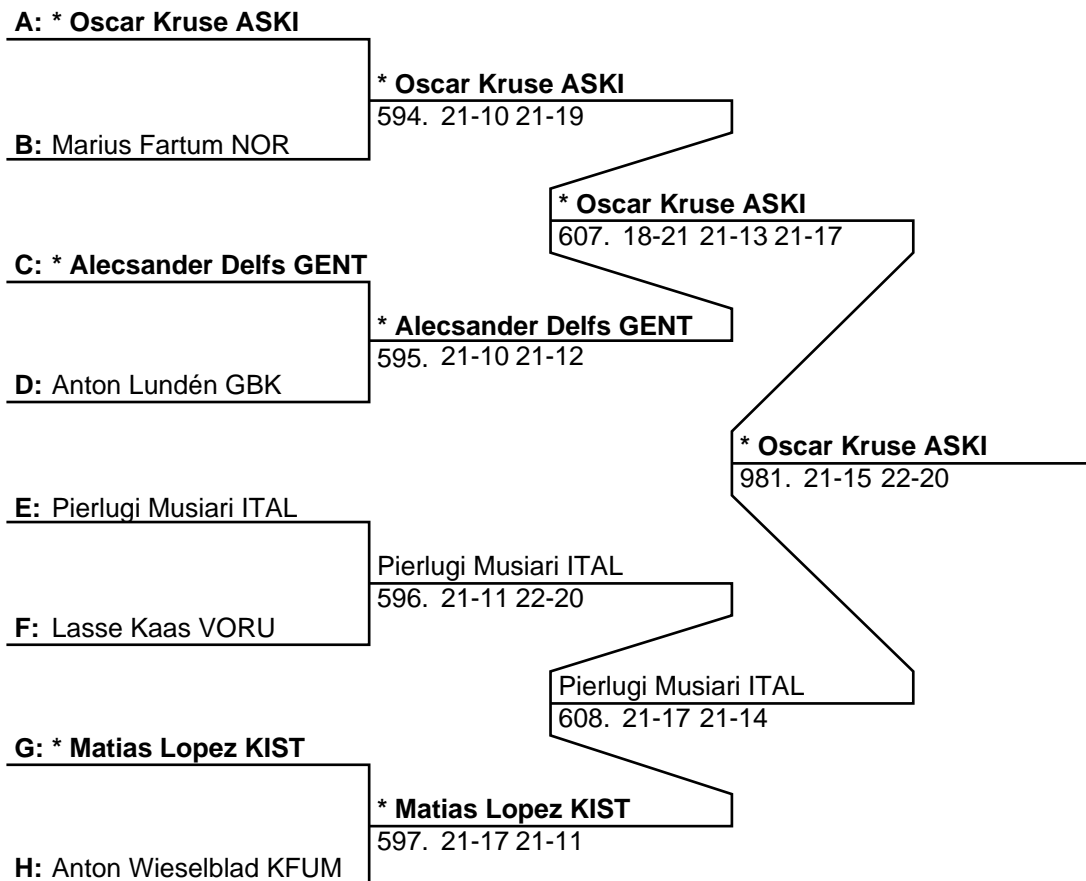 A: * Oscar Kruse ASKI
* Oscar Kruse ASKI
594. 21-10 21-19
B: Marius Fartum NOR
* Oscar Kruse ASKI
607. 18-21 21-13 21-17
C: * Alecsander Delfs GENT
* Alecsander Delfs GENT
595. 21-10 21-12
D: Anton Lundén GBK
* Oscar Kruse ASKI
981. 21-15 22-20
E: Pierlugi Musiari ITAL
Pierlugi Musiari ITAL
596. 21-11 22-20
F: Lasse Kaas VORU
Pierlugi Musiari ITAL
608. 21-17 21-14
G: * Matias Lopez KIST
* Matias Lopez KIST
597. 21-17 21-11
H: Anton Wieselblad KFUM